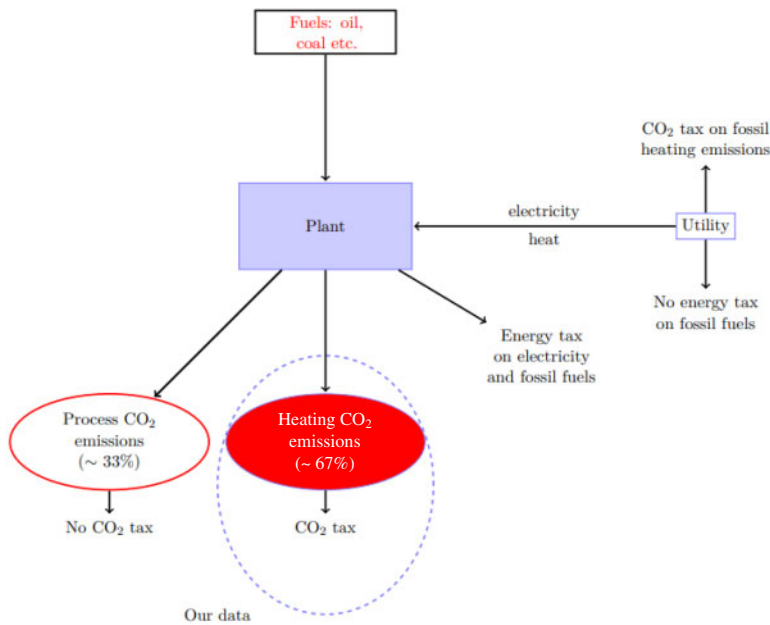 Fuels: oil,
coal etc.
CO₂ tax on fossil
heating emissions
Plant
electricity
heat
Utility
No energy tax
on fossil fuels
Energy tax
on electricity
and fossil fuels
Process CO₂
emissions
(∼ 33%)
Heating CO₂
emissions
(~ 67%)
No CO₂ tax
CO₂ tax
Our data